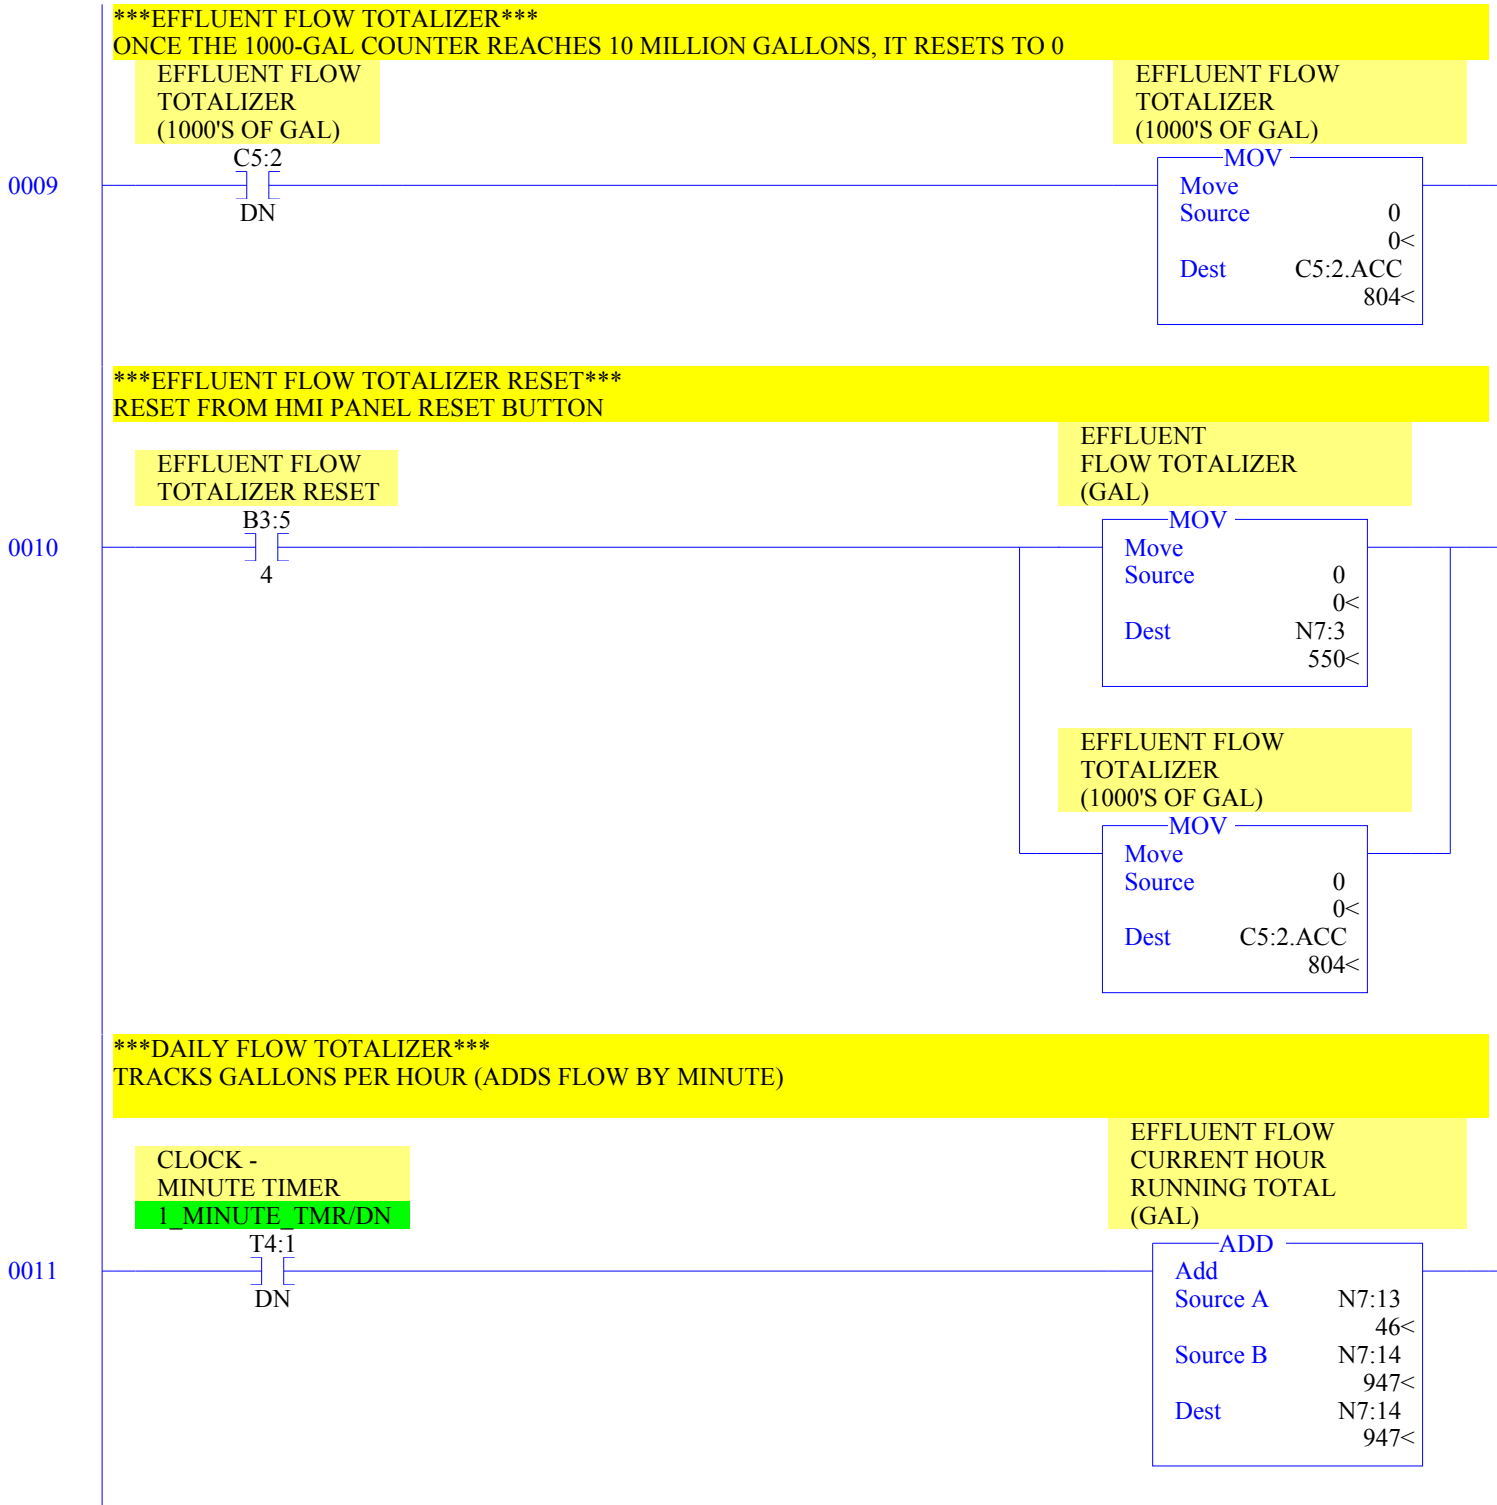 ***EFFLUENT FLOW TOTALIZER***
ONCE THE 1000-GAL COUNTER REACHES 10 MILLION GALLONS, IT RESETS TO 0
EFFLUENT FLOW
TOTALIZER
(1000'S OF GAL)
C5:2
DN
0009
EFFLUENT FLOW
TOTALIZER
(1000'S OF GAL)
MOV
Move
Source 0
0<
Dest C5:2.ACC
804<
***EFFLUENT FLOW TOTALIZER RESET***
RESET FROM HMI PANEL RESET BUTTON
EFFLUENT FLOW
TOTALIZER RESET
B3:5
4
0010
EFFLUENT
FLOW TOTALIZER
(GAL)
MOV
Move
Source 0
0<
Dest N7:3
550<
EFFLUENT FLOW
TOTALIZER
(1000'S OF GAL)
MOV
Move
Source 0
0<
Dest C5:2.ACC
804<
***DAILY FLOW TOTALIZER***
TRACKS GALLONS PER HOUR (ADDS FLOW BY MINUTE)
CLOCK -
MINUTE TIMER
1_MINUTE_TMR/DN
T4:1
DN
0011
EFFLUENT FLOW
CURRENT HOUR
RUNNING TOTAL
(GAL)
ADD
Add
Source A N7:13
46<
Source B N7:14
947<
Dest N7:14
947<